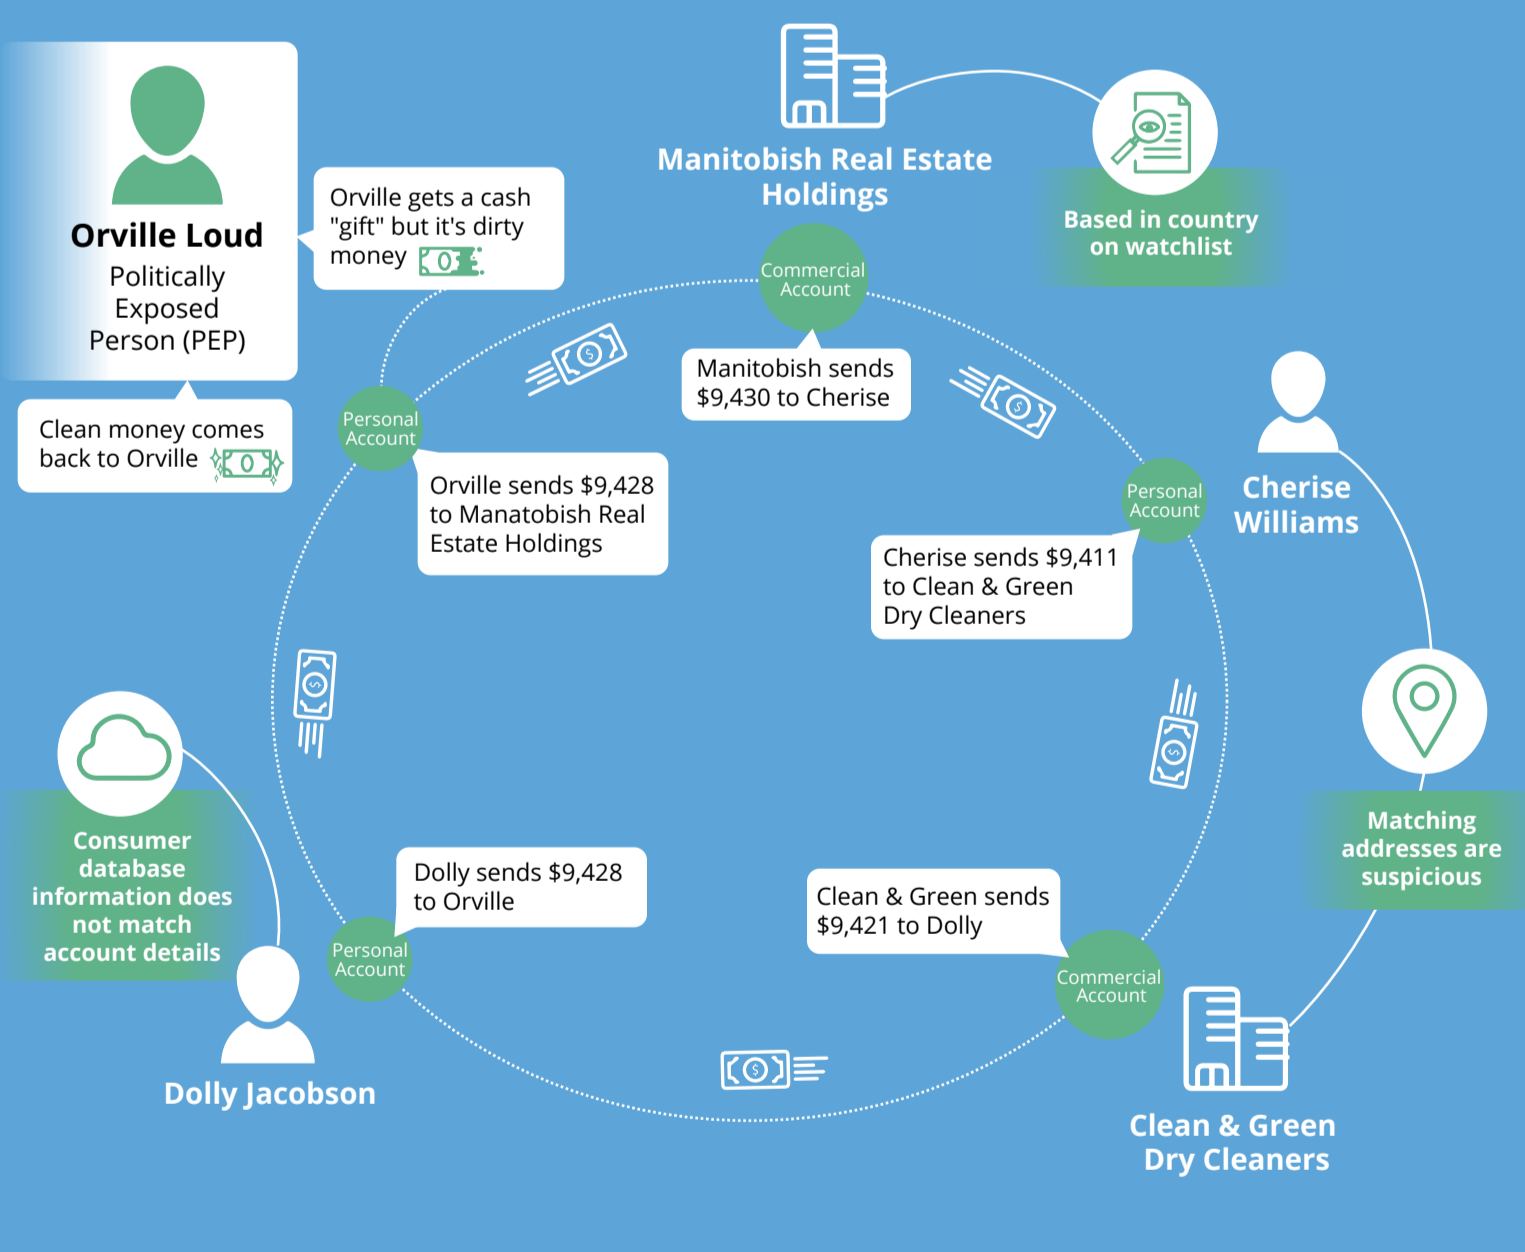 Orville Loud
Politically
Exposed
Person (PEP)
Orville gets a cash
"gift" but it's dirty
money
Clean money comes
back to Orville
Manitobish Real Estate
Holdings
Based in country
on watchlist
Commercial
Account
Manitobish sends
$9,430 to Cherise
Personal
Account
Orville sends $9,428
to Manatobish Real
Estate Holdings
Personal
Account
Cherise
Williams
Cherise sends $9,411
to Clean & Green
Dry Cleaners
Matching
addresses are
suspicious
Clean & Green sends
$9,421 to Dolly
Commercial
Account
Clean & Green
Dry Cleaners
Dolly sends $9,428
to Orville
Personal
Account
Consumer
database
information does
not match
account details
Dolly Jacobson